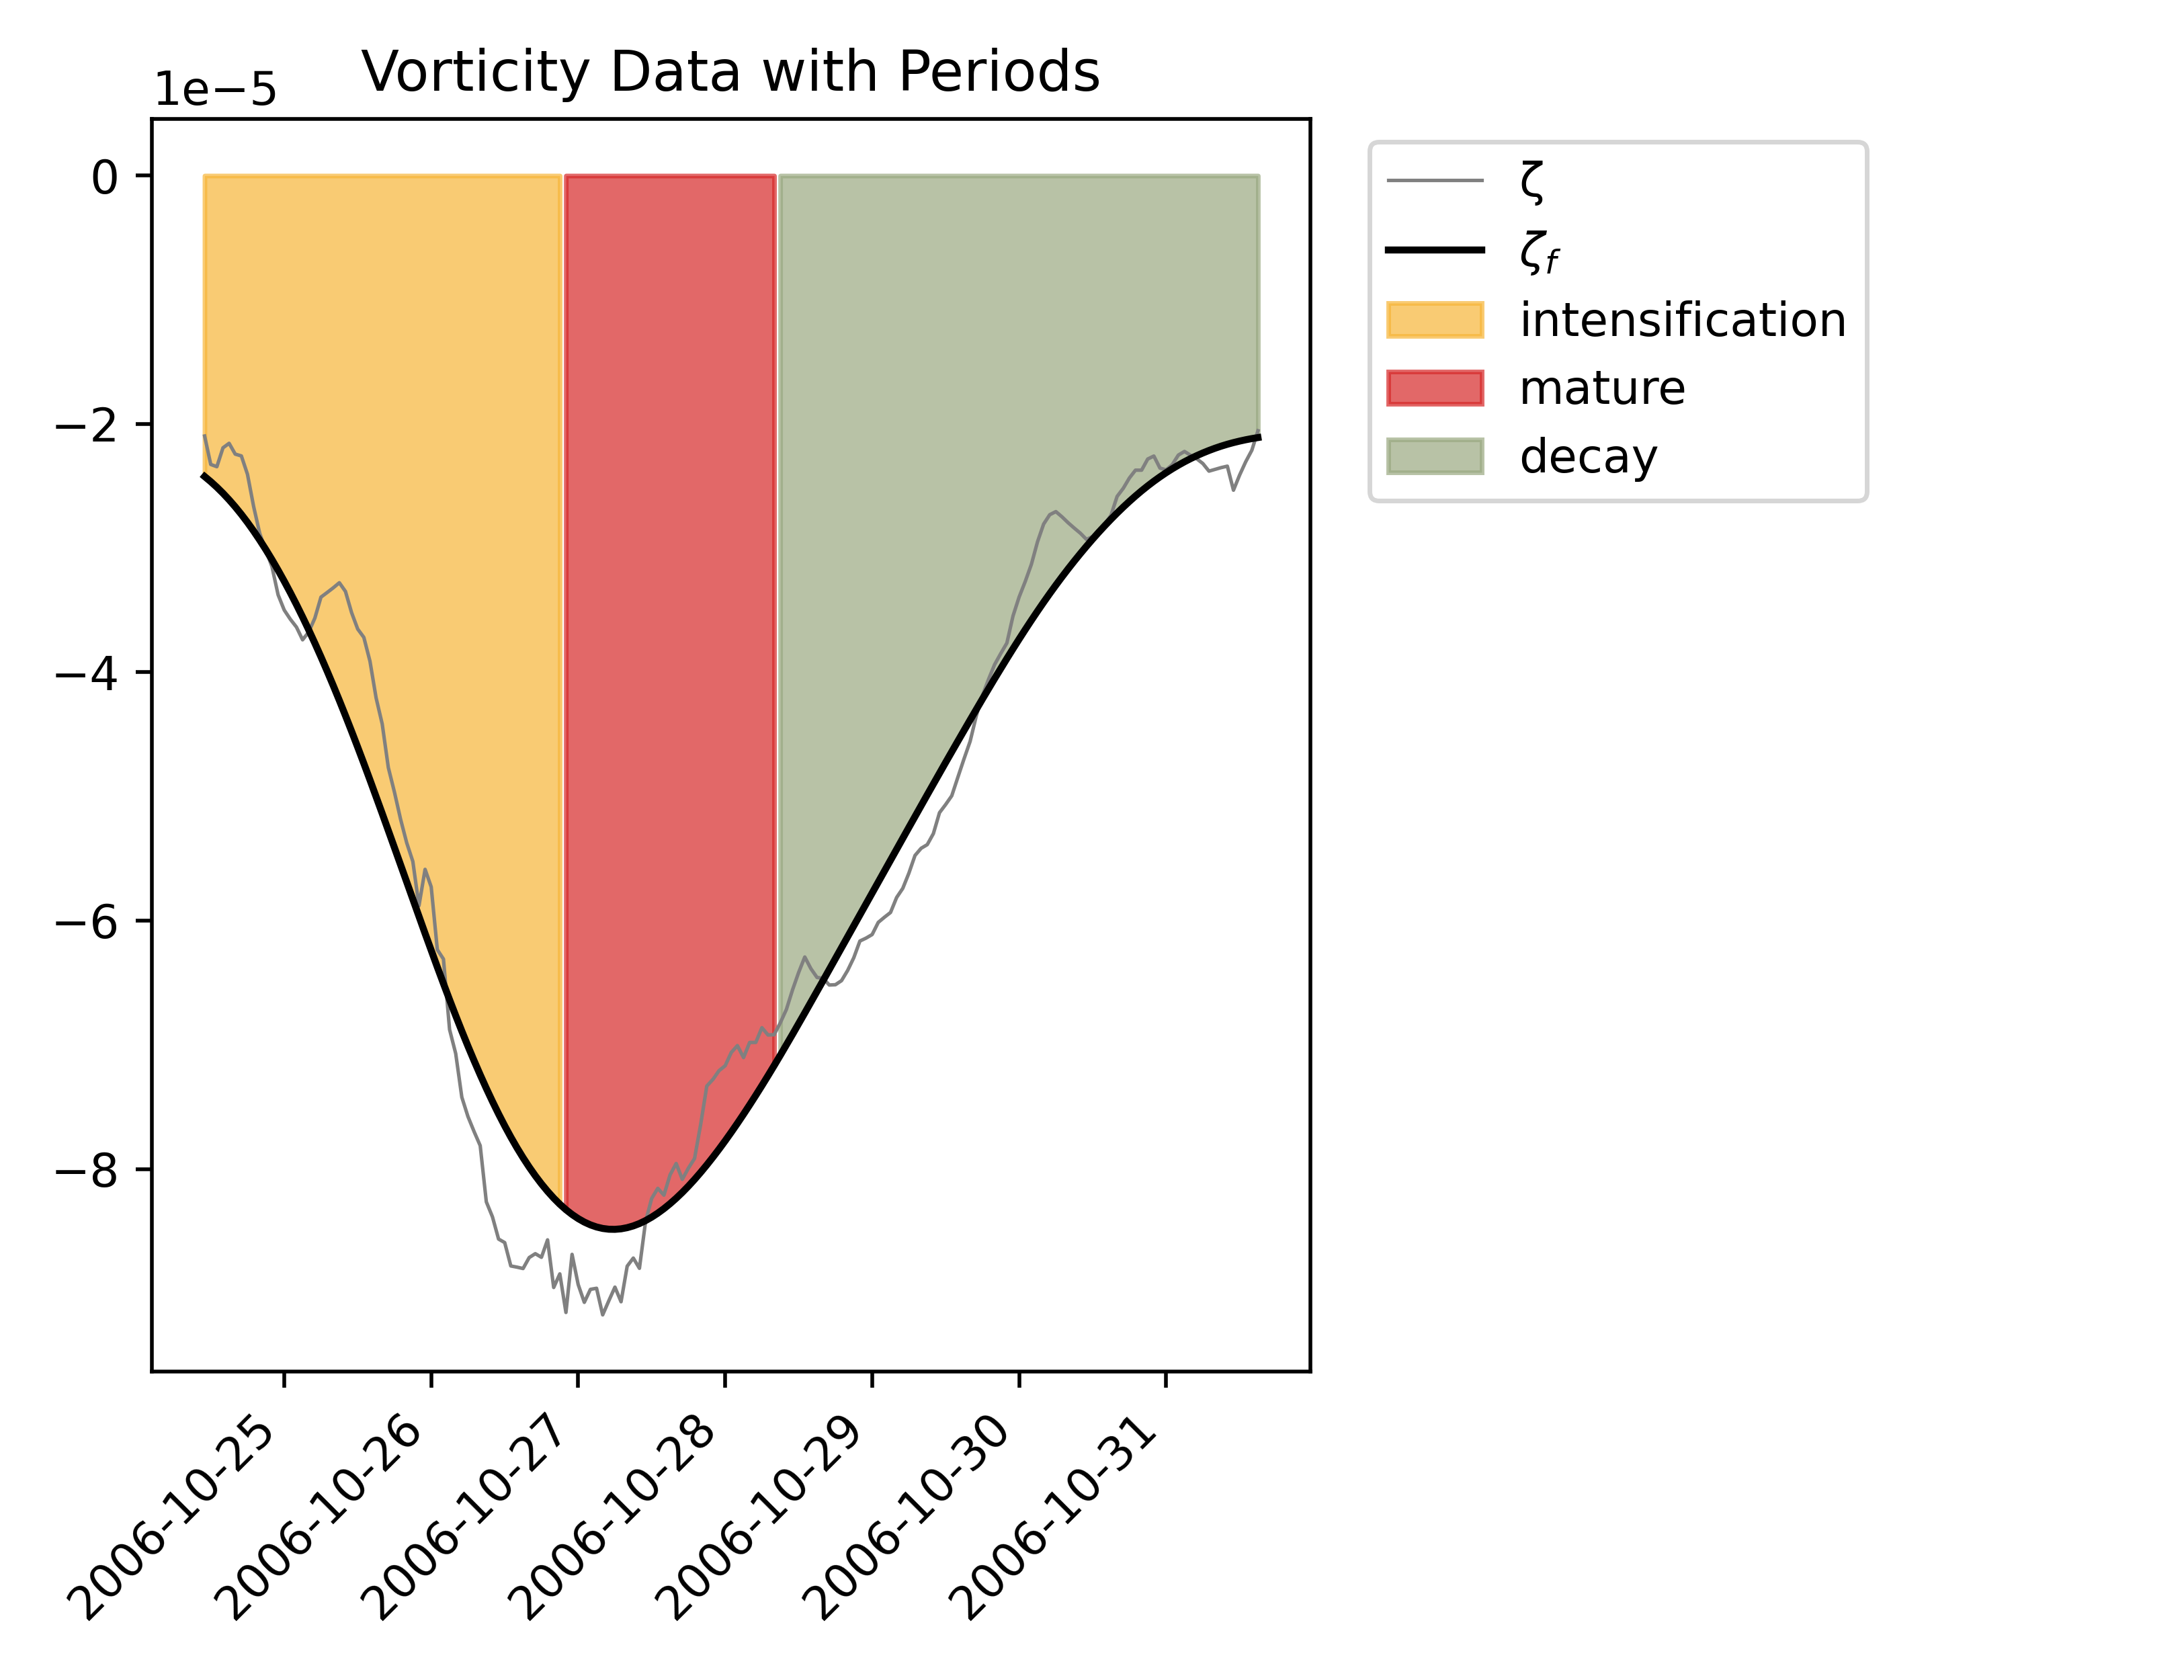 Vorticity Data with Periods
1e−5
0
−2
−4
−6
−8
2006-10-25
2006-10-26
2006-10-27
2006-10-28
2006-10-29
2006-10-30
2006-10-31
ζ
ζf
intensification
mature
decay